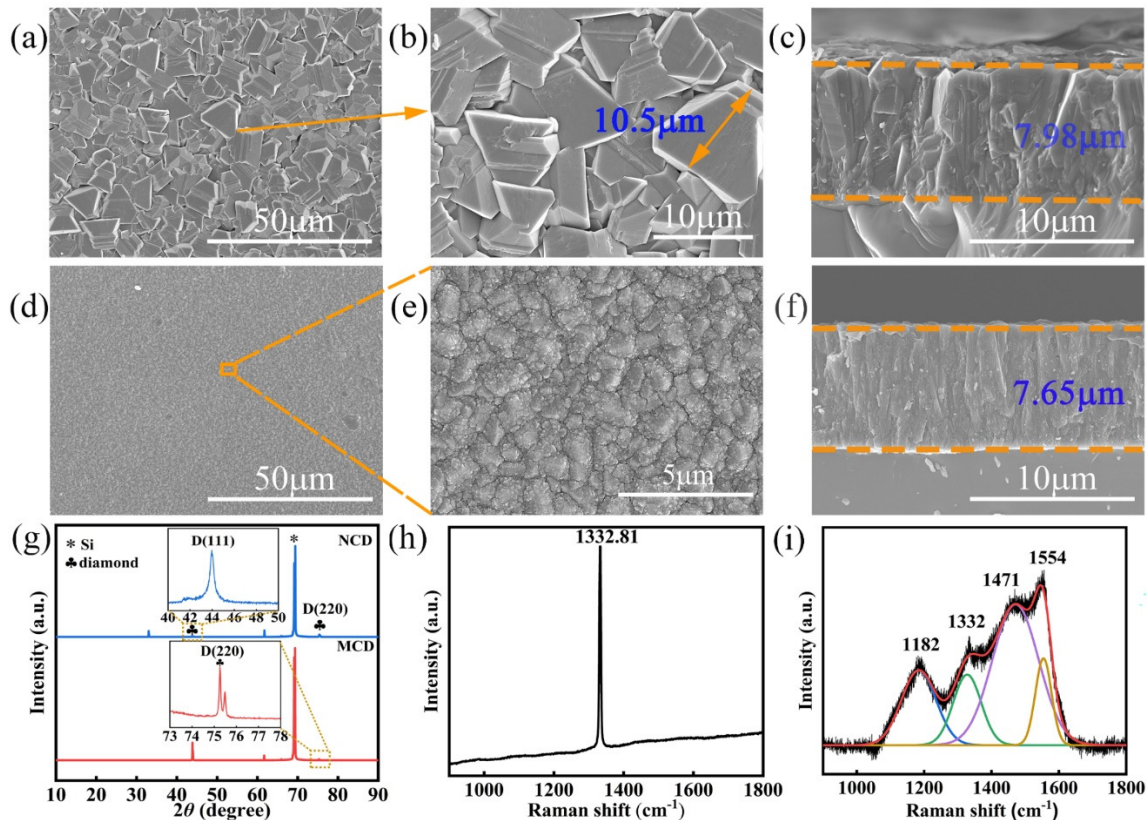 (a)
50μm
(b)
10.5μm
10μm
(c)
7.98μm
10μm
(d)
50μm
(e)
5μm
(f)
7.65μm
10μm
(g)
* Si
♣diamond
NCD
D(111)
40 42 44 46 48 50
*
D(220)
♣
♣
MCD
D(220)
♣
73 74 75 76 77 78
Intensity (a.u.)
10 20 30 40 50 60 70 80 90
2θ (degree)
(h)
1332.81
Intensity (a.u.)
1000 1200 1400 1600 1800
Raman shift (cm⁻¹)
(i)
1182
1332
1471
1554
Intensity (a.u.)
1000 1200 1400 1600 1800
Raman shift (cm⁻¹)